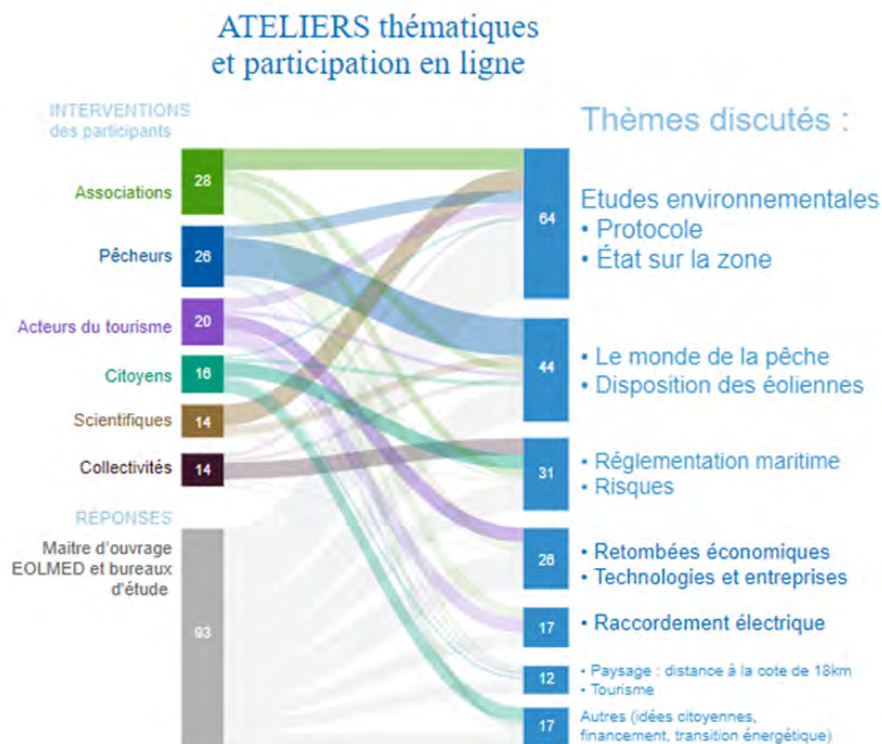 ATELIERS thématiques
et participation en ligne
INTERVENTIONS
des participants
Thèmes discutés :
Associations
28
Pêcheurs
26
Acteurs du tourisme
20
Citoyens
16
Scientifiques
14
Collectivités
14
RÉPONSES
Maitre d'ouvrage
EOLMED et bureaux
d'étude
93
64
Etudes environnementales
• Protocole
• État sur la zone
44
• Le monde de la pêche
• Disposition des éoliennes
31
• Réglementation maritime
• Risques
26
• Retombées économiques
• Technologies et entreprises
17
• Raccordement électrique
12
• Paysage : distance à la cote de 18km
• Tourisme
17
Autres (idées citoyennes,
financement, transition énergétique)